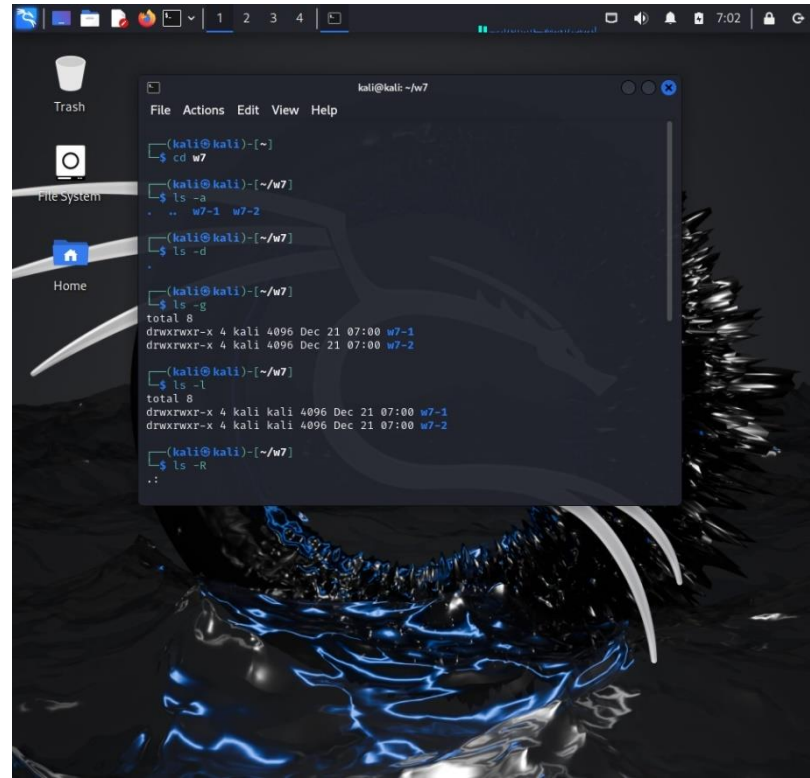 1 2 3 4
7:02
Trash
File System
Home
kali@kali: ~/w7
File Actions Edit View Help
┌──(kali㉿kali)-[~]
└─$ cd w7
┌──(kali㉿kali)-[~/w7]
└─$ ls -a
. .. w7-1 w7-2
┌──(kali㉿kali)-[~/w7]
└─$ ls -d
.
┌──(kali㉿kali)-[~/w7]
└─$ ls -g
total 8
drwxrwxr-x 4 kali 4096 Dec 21 07:00 w7-1
drwxrwxr-x 4 kali 4096 Dec 21 07:00 w7-2
┌──(kali㉿kali)-[~/w7]
└─$ ls -l
total 8
drwxrwxr-x 4 kali kali 4096 Dec 21 07:00 w7-1
drwxrwxr-x 4 kali kali 4096 Dec 21 07:00 w7-2
┌──(kali㉿kali)-[~/w7]
└─$ ls -R
.: